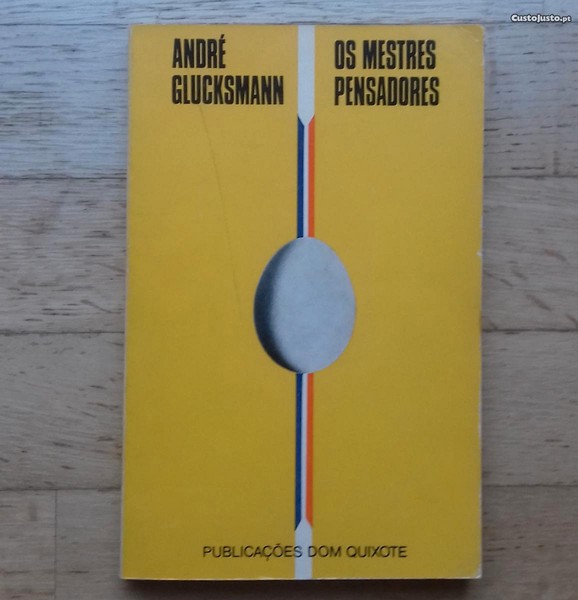 CustoJusto.pt
ANDRÉ
GLUCKSMANN
OS MESTRES
PENSADORES
PUBLICAÇÕES DOM QUIXOTE